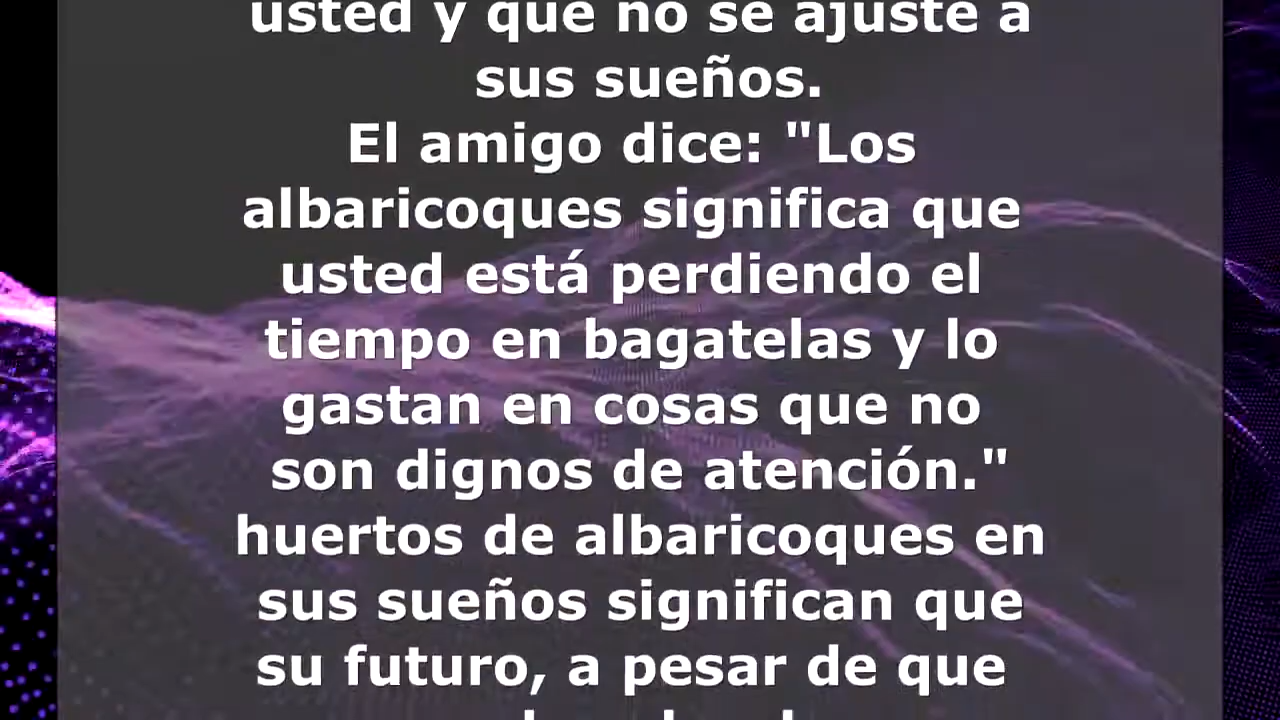 usted y que no se ajuste a
sus sueños.
El amigo dice: "Los
albaricoques significa que
usted está perdiendo el
tiempo en bagatelas y lo
gastan en cosas que no
son dignos de atención."
huertos de albaricoques en
sus sueños significan que
su futuro, a pesar de que